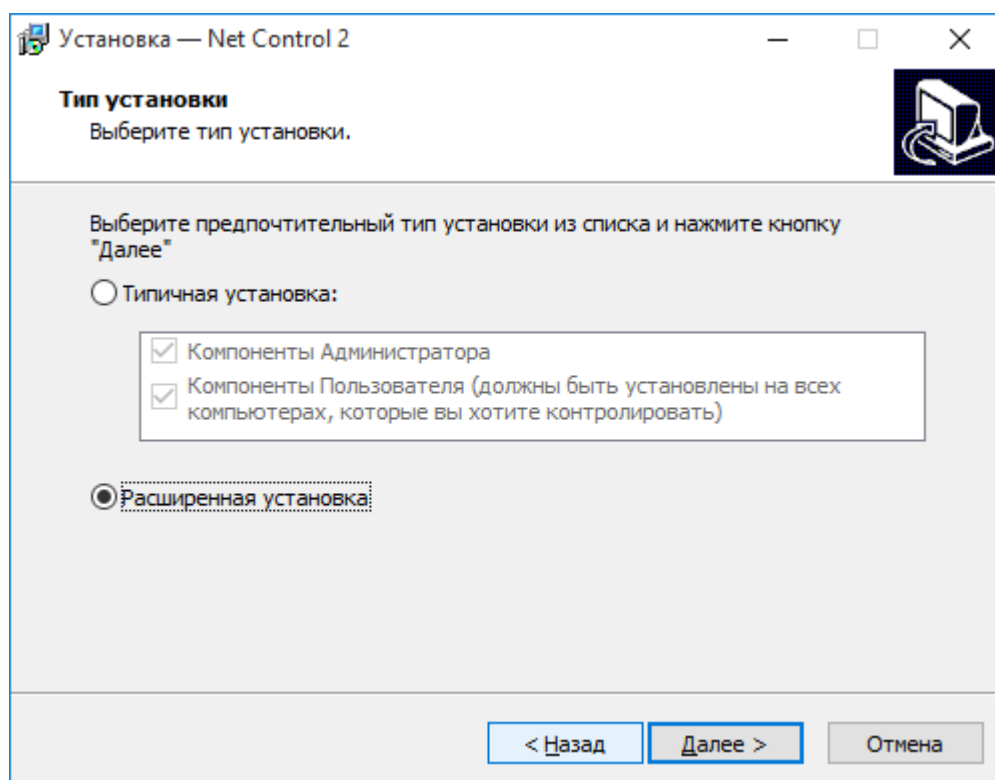 Установка — Net Control 2
Тип установки
Выберите тип установки.
Выберите предпочтительный тип установки из списка и нажмите кнопку
"Далее"
Типичная установка:
Компоненты Администратора
Компоненты Пользователя (должны быть установлены на всех
компьютерах, которые вы хотите контролировать)
Расширенная установка
< Назад
Далее >
Отмена